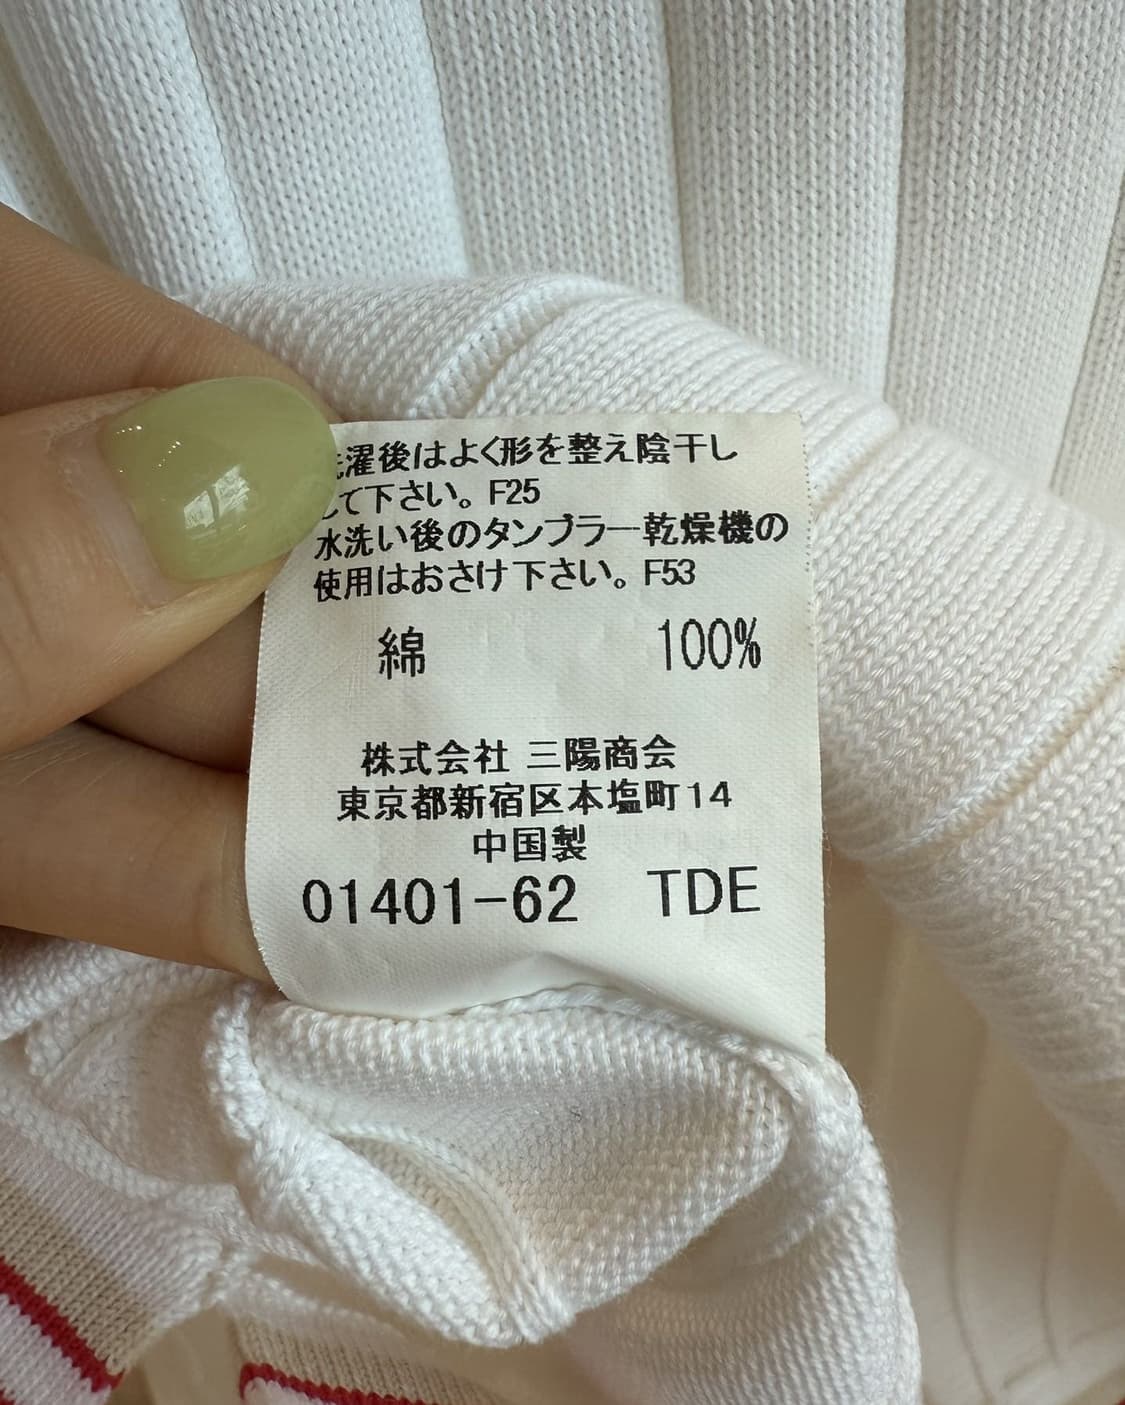 濯後はよく形を整え陰干し
て下さい。F25
水洗い後のタンブラー乾燥機の
使用はおさけ下さい。F53
綿 100%
株式会社 三陽商会
東京都新宿区本塩町14
中国製
01401-62 TDE